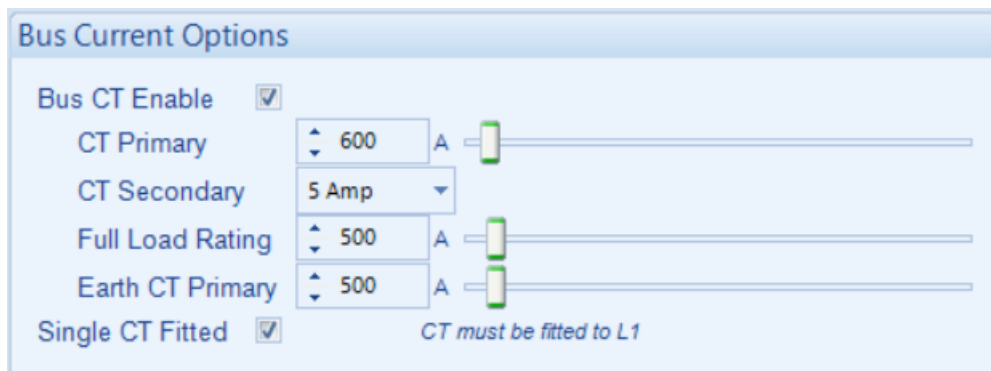 Bus Current Options
Bus CT Enable
CT Primary 600 A
CT Secondary 5 Amp
Full Load Rating 500 A
Earth CT Primary 500 A
Single CT Fitted CT must be fitted to L1